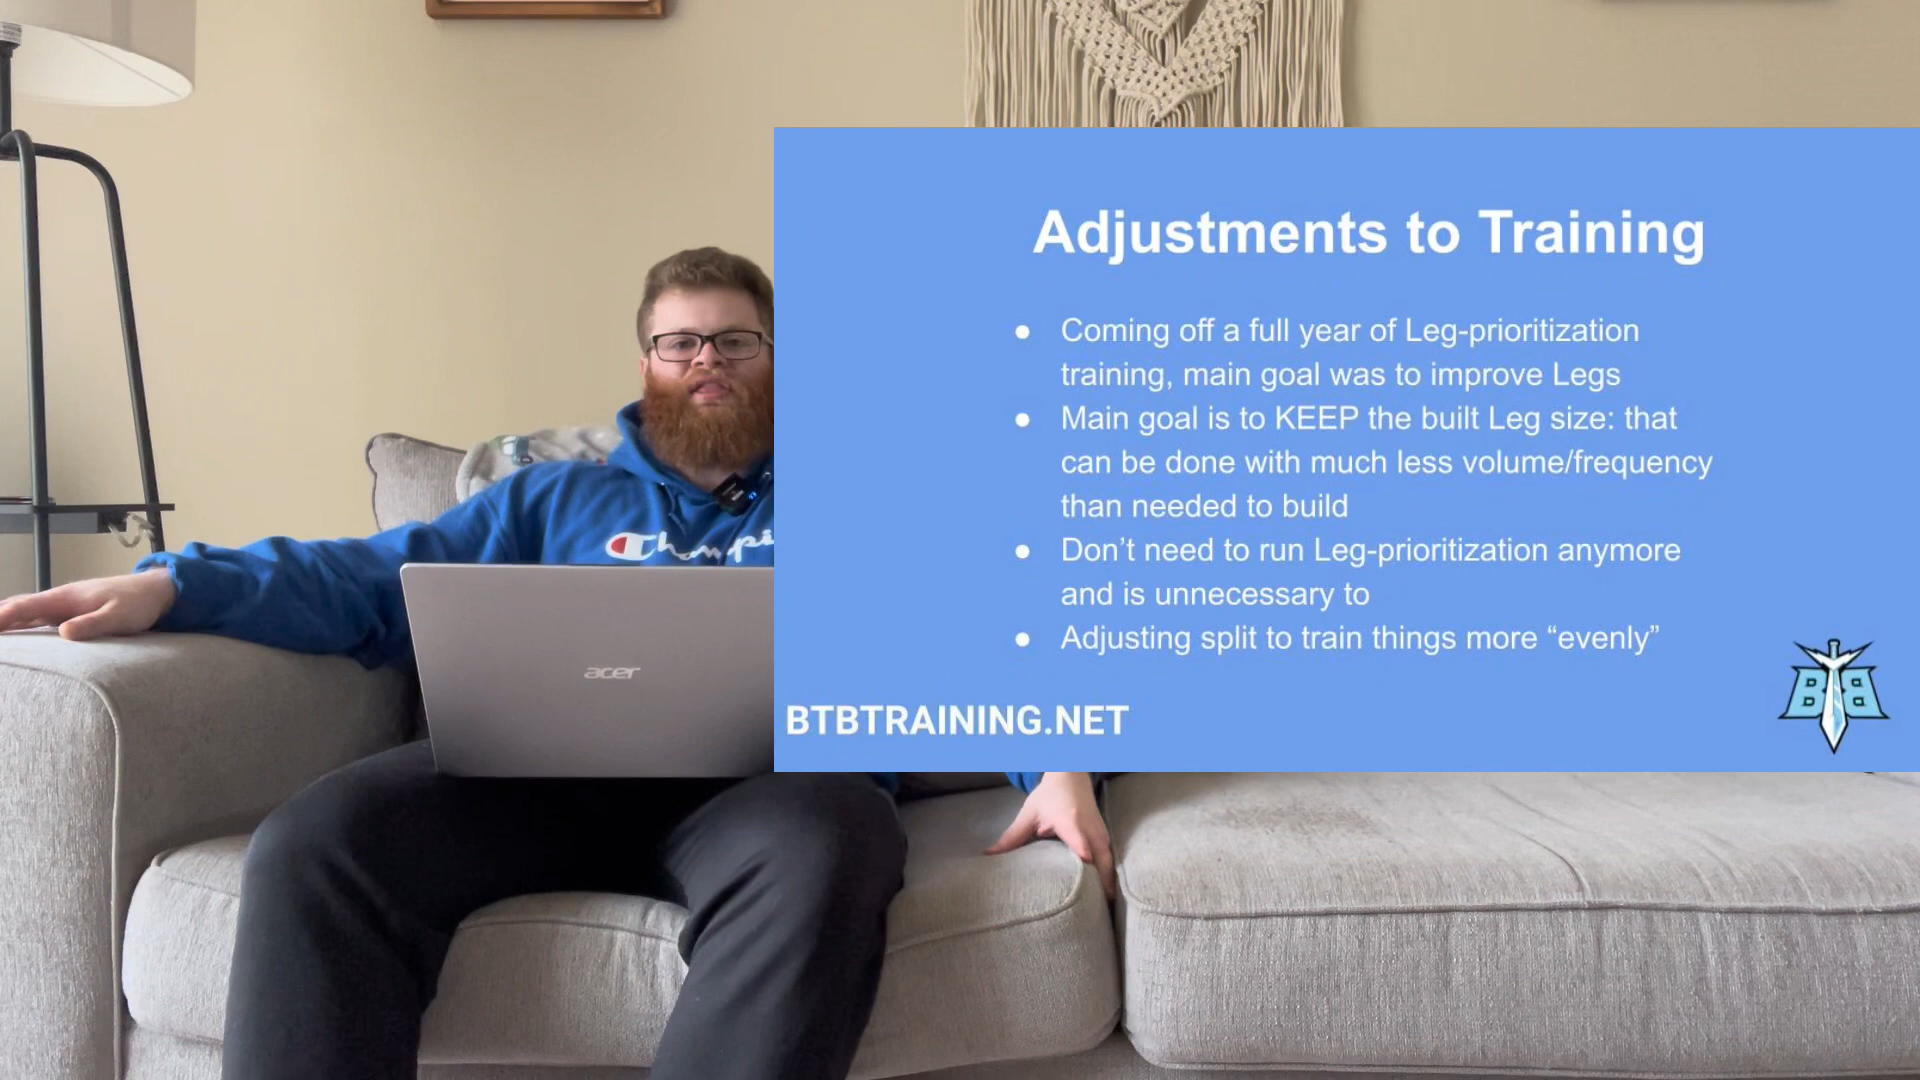 Adjustments to Training
● Coming off a full year of Leg-prioritization
training, main goal was to improve Legs
● Main goal is to KEEP the built Leg size: that
can be done with much less volume/frequency
than needed to build
● Don’t need to run Leg-prioritization anymore
and is unnecessary to
● Adjusting split to train things more “evenly”
BTBTRAINING.NET
BTB
Champi
acer